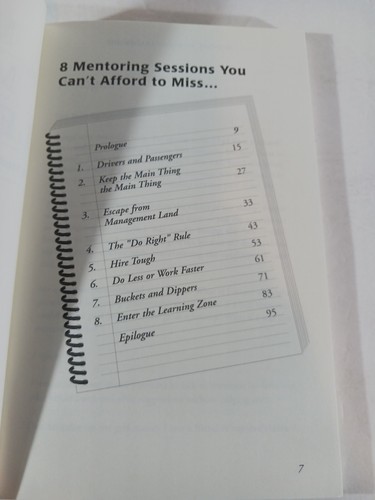 8 Mentoring Sessions You
Can't Afford to Miss...
Prologue 9
1. Drivers and Passengers 15
2. Keep the Main Thing
the Main Thing 27
3. Escape from
Management Land 33
4. The "Do Right" Rule 43
5. Hire Tough 53
6. Do Less or Work Faster 61
7. Buckets and Dippers 71
8. Enter the Learning Zone 83
Epilogue 95
7